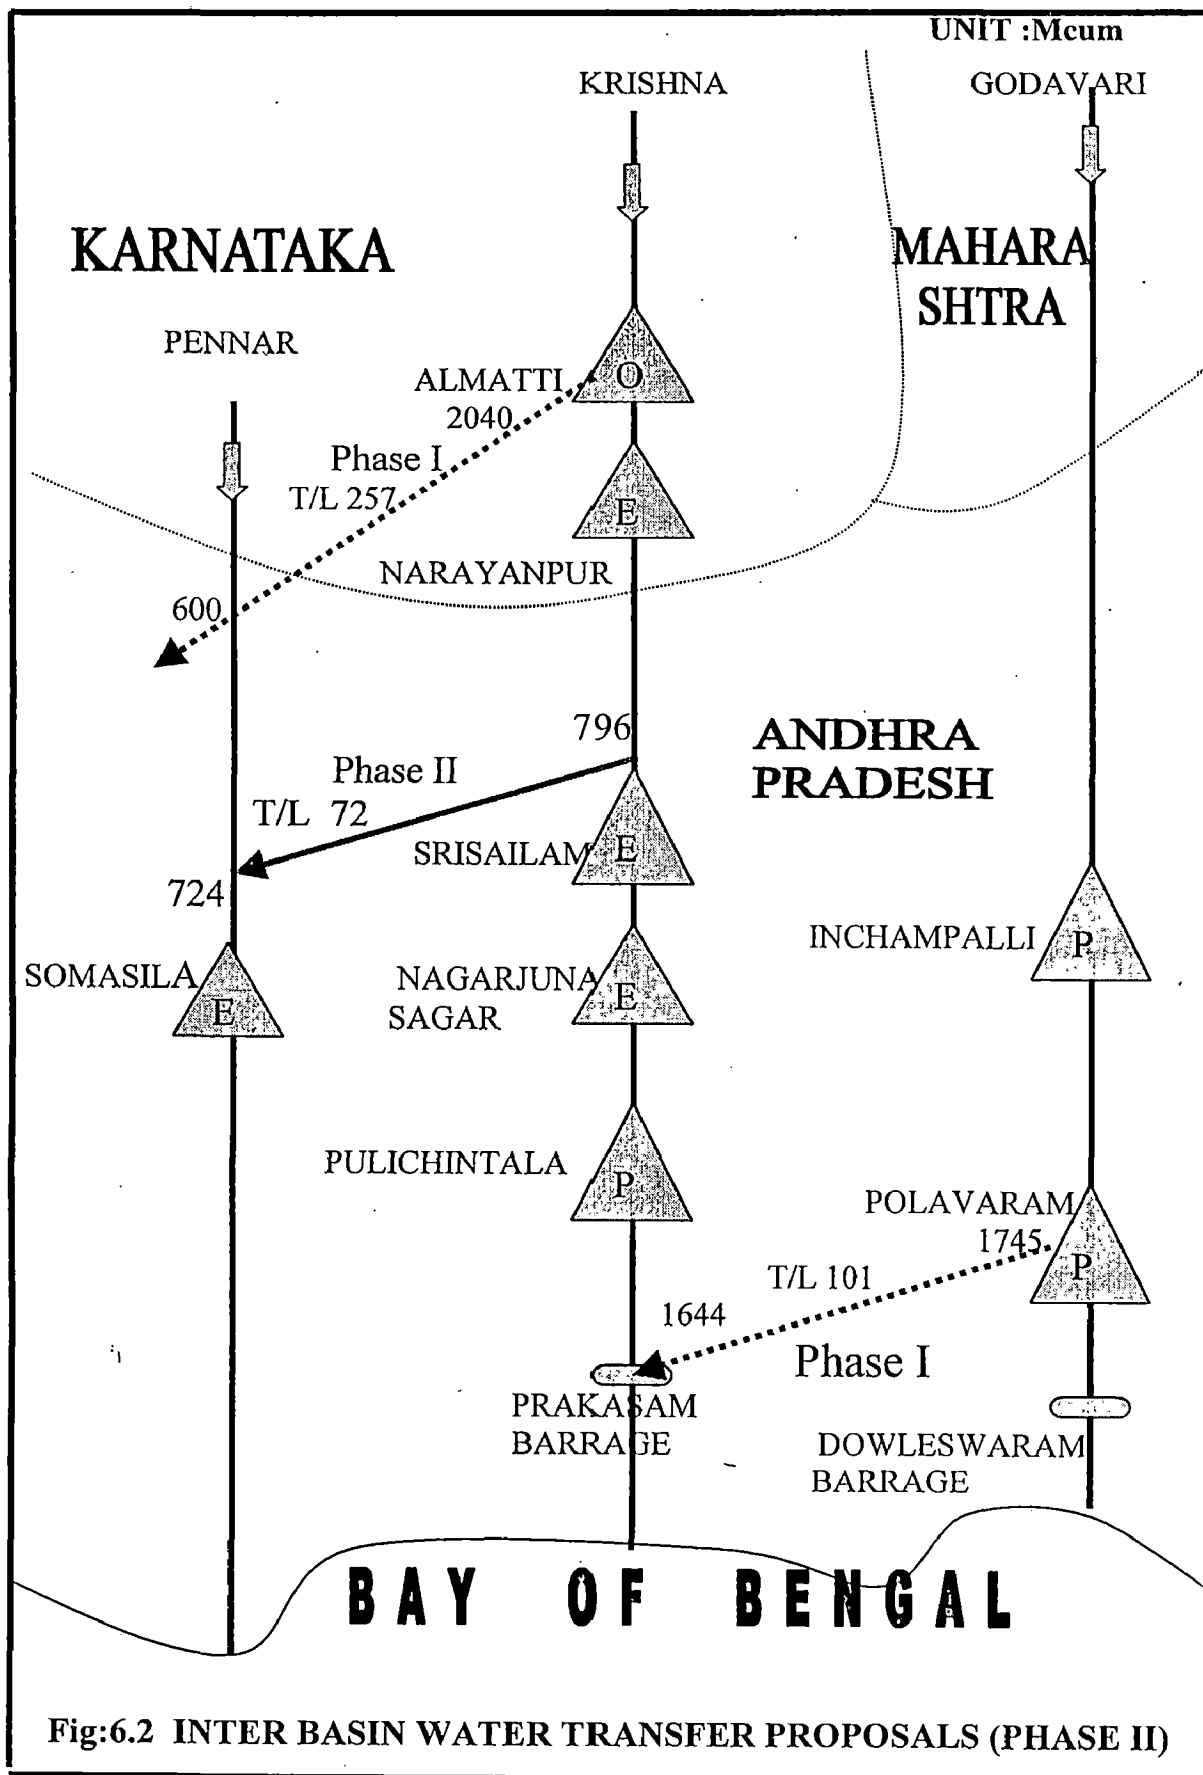 UNIT :Mcum
KRISHNA
GODAVARI
KARNATAKA
MAHARA
SHTRA
PENNAR
ALMATTI
2040
O
Phase I
T/L 257
E
NARAYANPUR
600
796
ANDHRA
PRADESH
Phase II
T/L 72
SRISAILAM
E
724
INCHAMPALLI
P
SOMASILA
E
NAGARJUNA
SAGAR
E
PULICHINTALA
P
POLAVARAM
1745
P
T/L 101
1644
Phase I
PRAKASAM
BARRAGE
DOWLESWARAM
BARRAGE
BAY OF BENGAL
Fig:6.2 INTER BASIN WATER TRANSFER PROPOSALS (PHASE II)